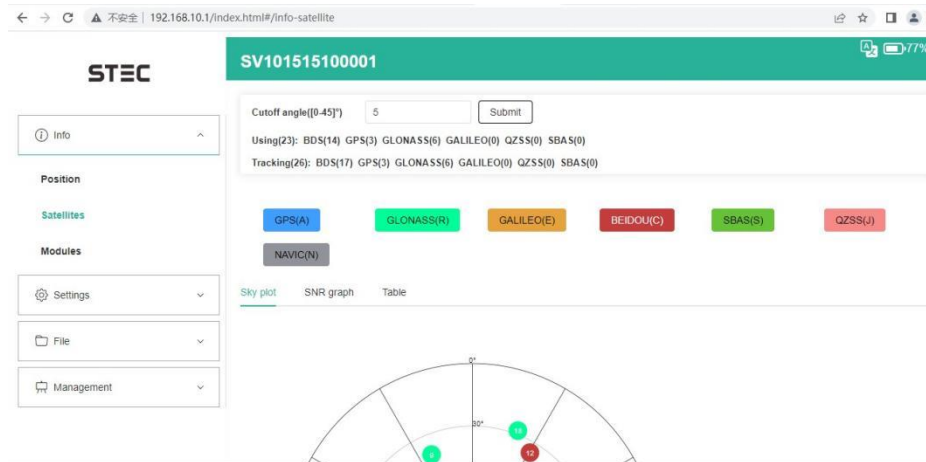 不安全 | 192.168.10.1/index.html#/info-satellite
STEC
SV101515100001
77%
Cutoff angle([0-45]°) 5 Submit
Using(23): BDS(14) GPS(3) GLONASS(6) GALILEO(0) QZSS(0) SBAS(0)
Tracking(26): BDS(17) GPS(3) GLONASS(6) GALILEO(0) QZSS(0) SBAS(0)
Info
Position
Satellites
Modules
Settings
File
Management
GPS(A) GLONASS(R) GALILEO(E) BEIDOU(C) SBAS(S) QZSS(J)
NAVIC(N)
Sky plot SNR graph Table
0°
30°
12